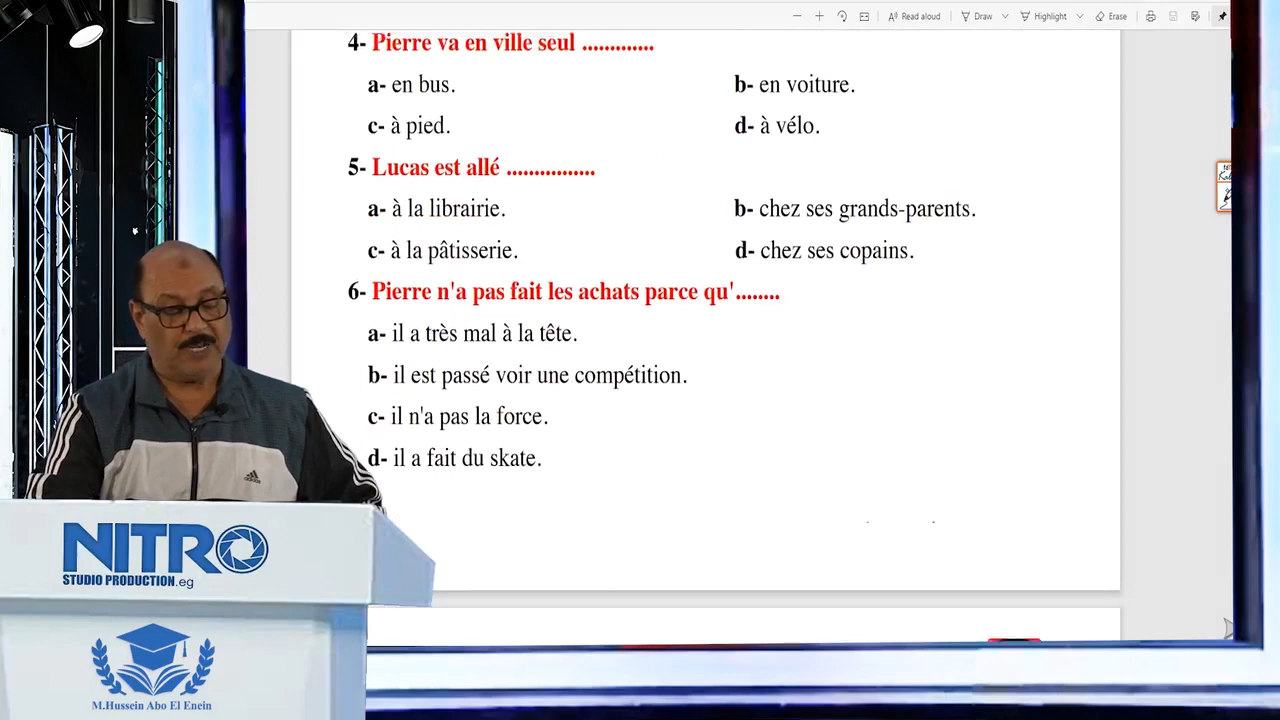 Read aloud
Draw
Highlight
Erase
4- Pierre va en ville seul .............
a- en bus.
b- en voiture.
c- à pied.
d- à vélo.
5- Lucas est allé ................
a- à la librairie.
b- chez ses grands-parents.
c- à la pâtisserie.
d- chez ses copains.
6- Pierre n'a pas fait les achats parce qu'........
a- il a très mal à la tête.
b- il est passé voir une compétition.
c- il n'a pas la force.
d- il a fait du skate.
adidas
NITRO
STUDIO PRODUCTION.eg
M.Hussein Abo El Enein